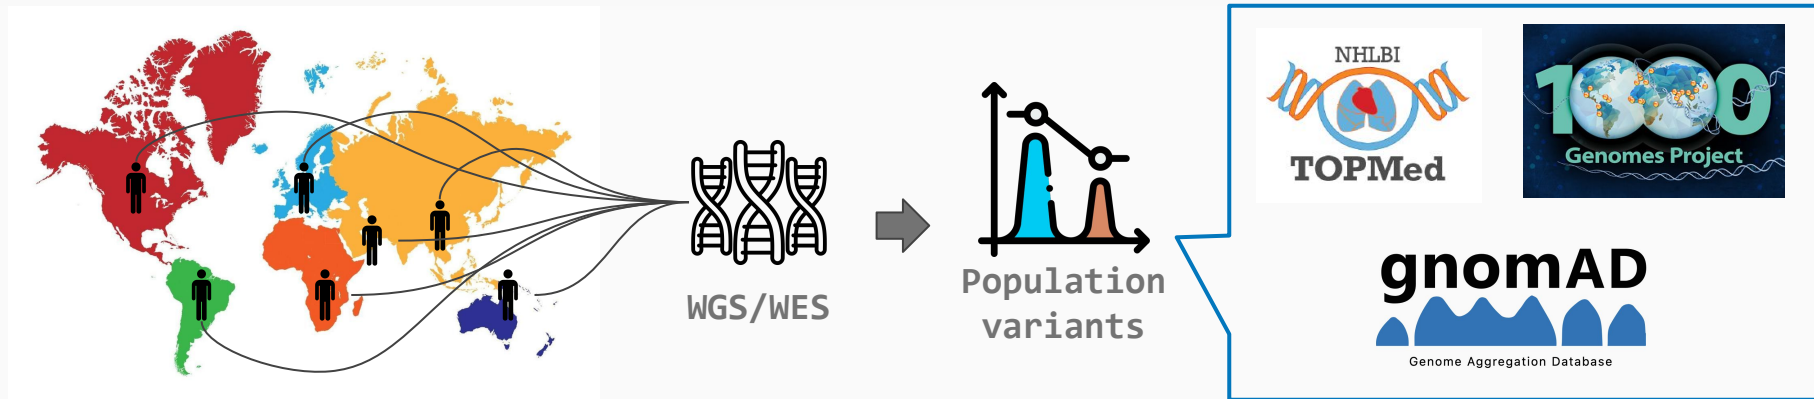 WGS/WES
Population
variants
NHLBI
TOPMed
1000
Genomes Project
gnomAD
Genome Aggregation Database